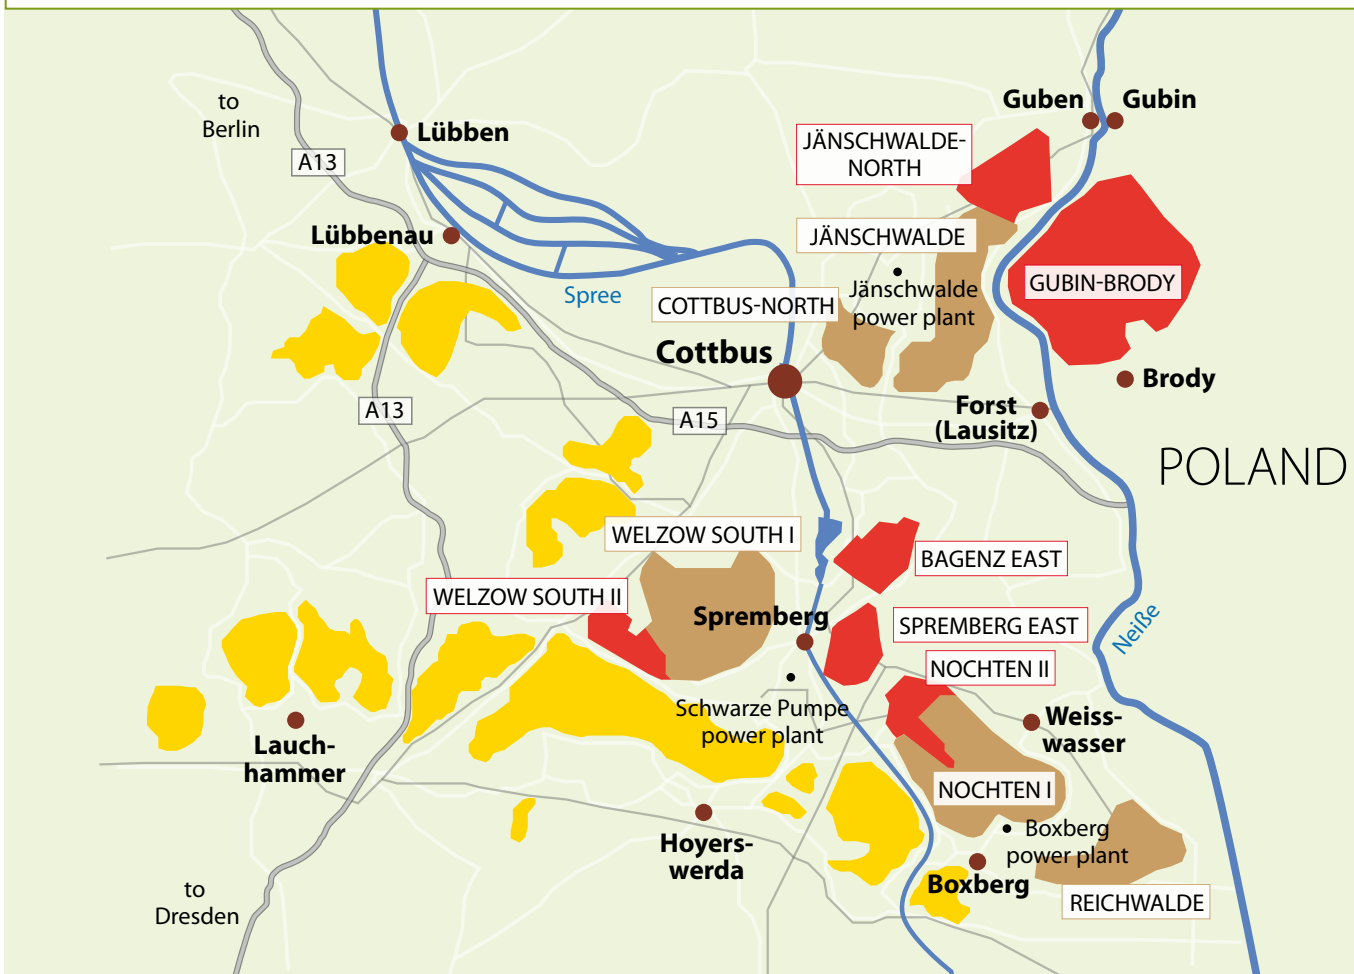 to
Berlin
A13
Lübben
Guben
Gubin
JÄNSCHWALDE-
NORTH
Lübbenau
JÄNSCHWALDE
Jänschwalde
power plant
GUBIN-BRODY
Spree
COTTBUS-NORTH
Cottbus
Brody
A13
A15
Forst
(Lausitz)
POLAND
WELZOW SOUTH I
BAGENZ EAST
WELZOW SOUTH II
Spremberg
SPREMBERG EAST
Neiße
NOCHTEN II
Schwarze Pumpe
power plant
Weiss-
wasser
Lauch-
hammer
NOCHTEN I
Boxberg
power plant
Hoyers-
werda
Boxberg
REICHWALDE
to
Dresden